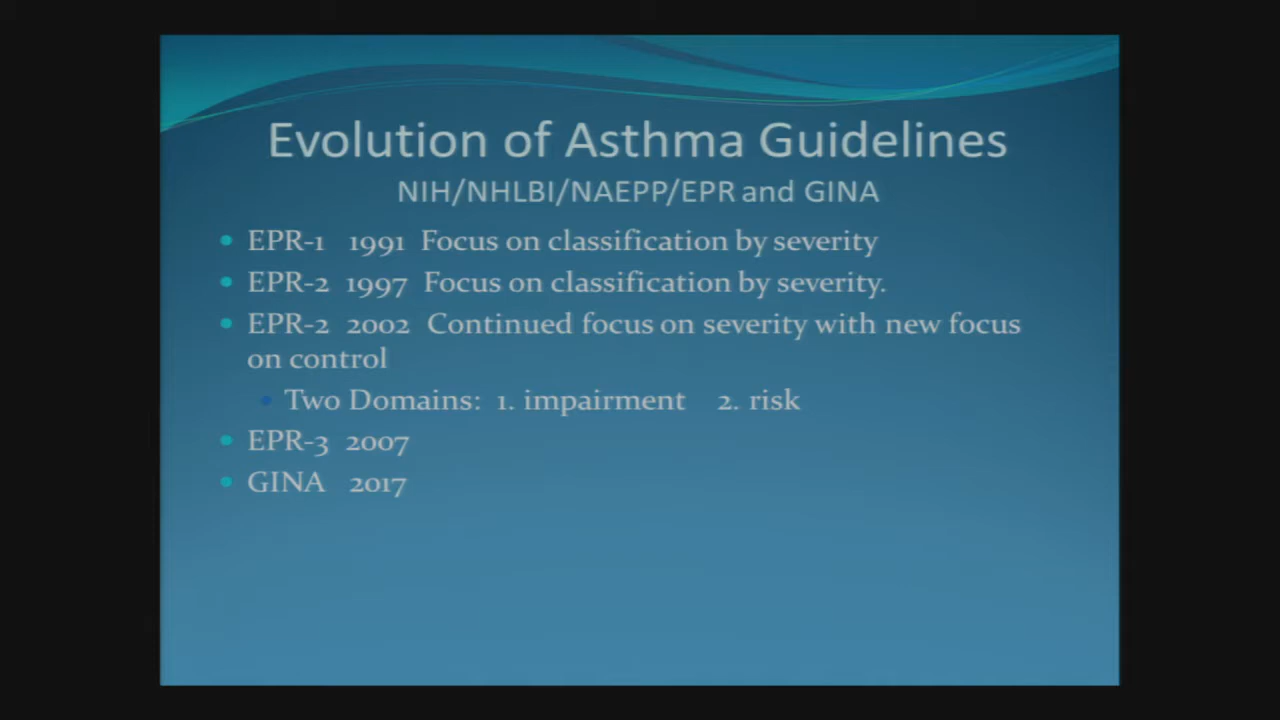 Evolution of Asthma Guidelines
NIH/NHLBI/NAEPP/EPR and GINA
EPR-1 1991 Focus on classification by severity
EPR-2 1997 Focus on classification by severity.
EPR-2 2002 Continued focus on severity with new focus
on control
Two Domains: 1. impairment 2. risk
EPR-3 2007
GINA 2017